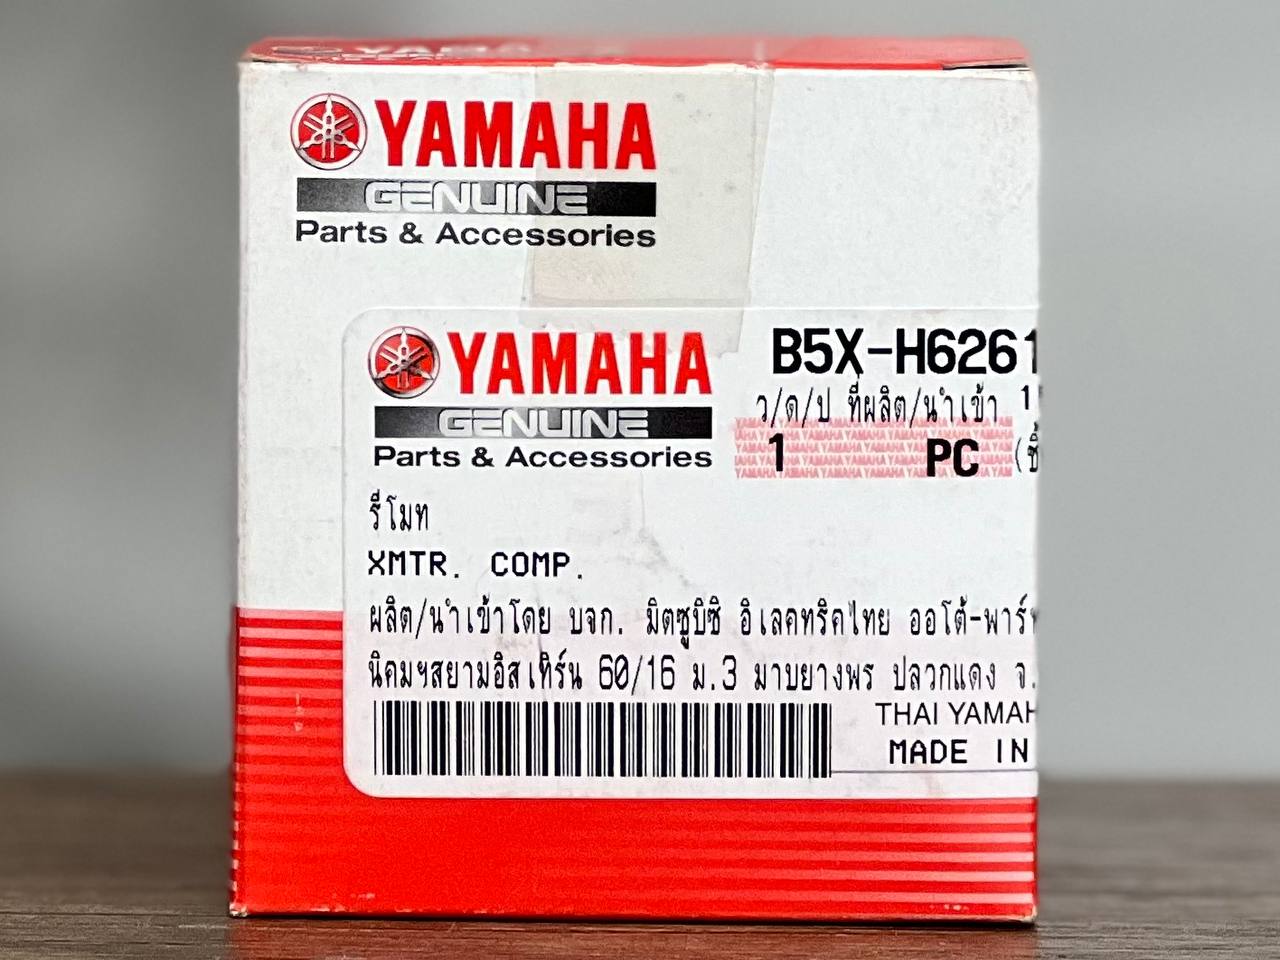 YAMAHA
GENUINE
Parts & Accessories
YAMAHA
GENUINE
Parts & Accessories
B5X-H6261
ว/ด/ป ที่ผลิต/นำเข้า 1
1 PC (ชิ้
รีโมท
XMTR. COMP.
ผลิต/นำเข้าโดย บจก. มิตซูบิชิ อิเลคทริคไทย ออโต้-พาร์ท
นิคมฯสยามอิสเทิร์น 60/16 ม.3 มาบยางพร ปลวกแดง จ.
THAI YAMAH
MADE IN